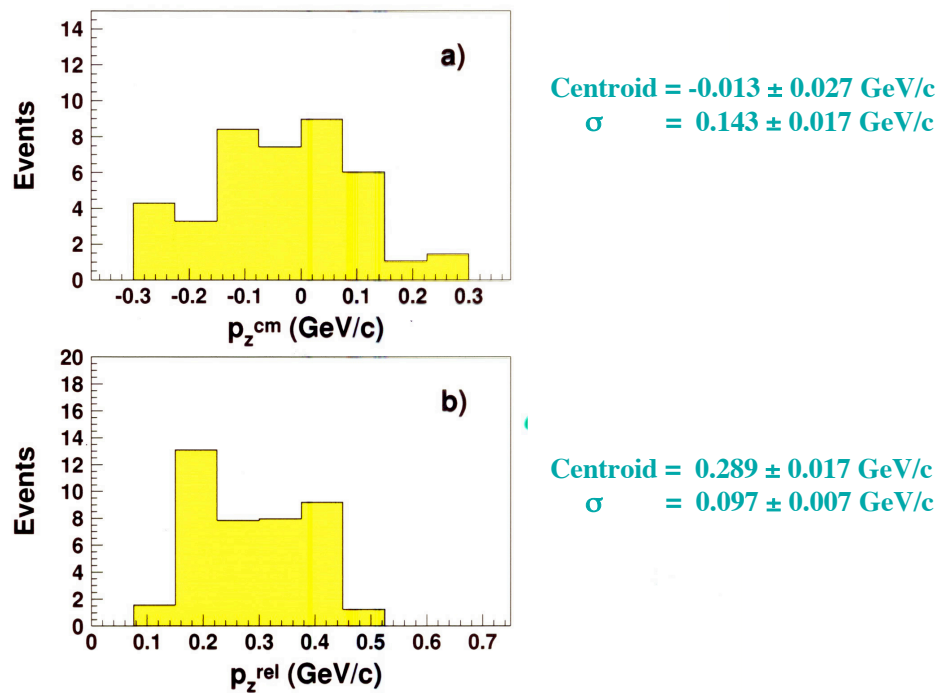 14
12
10
8
6
4
2
0
Events
a)
-0.3 -0.2 -0.1 0 0.1 0.2 0.3
p_z^cm (GeV/c)
Centroid = -0.013 ± 0.027 GeV/c
σ = 0.143 ± 0.017 GeV/c
20
18
16
14
12
10
8
6
4
2
0
Events
b)
0 0.1 0.2 0.3 0.4 0.5 0.6 0.7
p_z^rel (GeV/c)
Centroid = 0.289 ± 0.017 GeV/c
σ = 0.097 ± 0.007 GeV/c